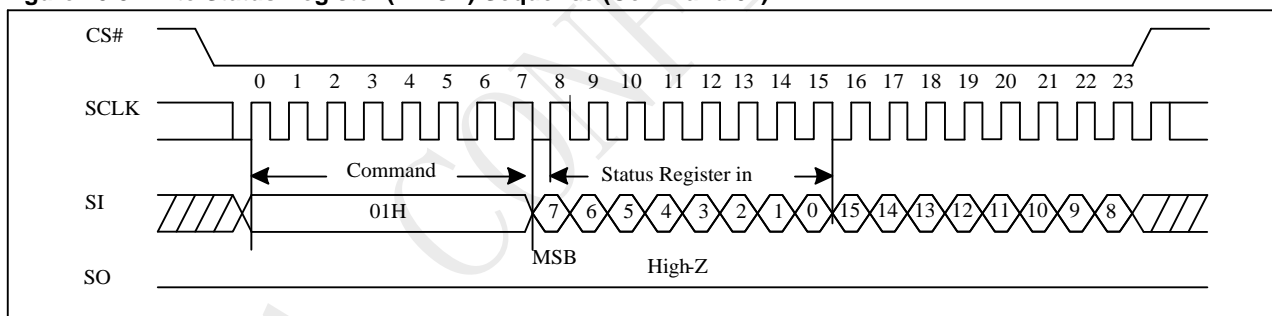 CS#
0 1 2 3 4 5 6 7 8 9 10 11 12 13 14 15 16 17 18 19 20 21 22 23
SCLK
Command
Status Register in
SI
01H
7 6 5 4 3 2 1 0 15 14 13 12 11 10 9 8
MSB
High-Z
SO